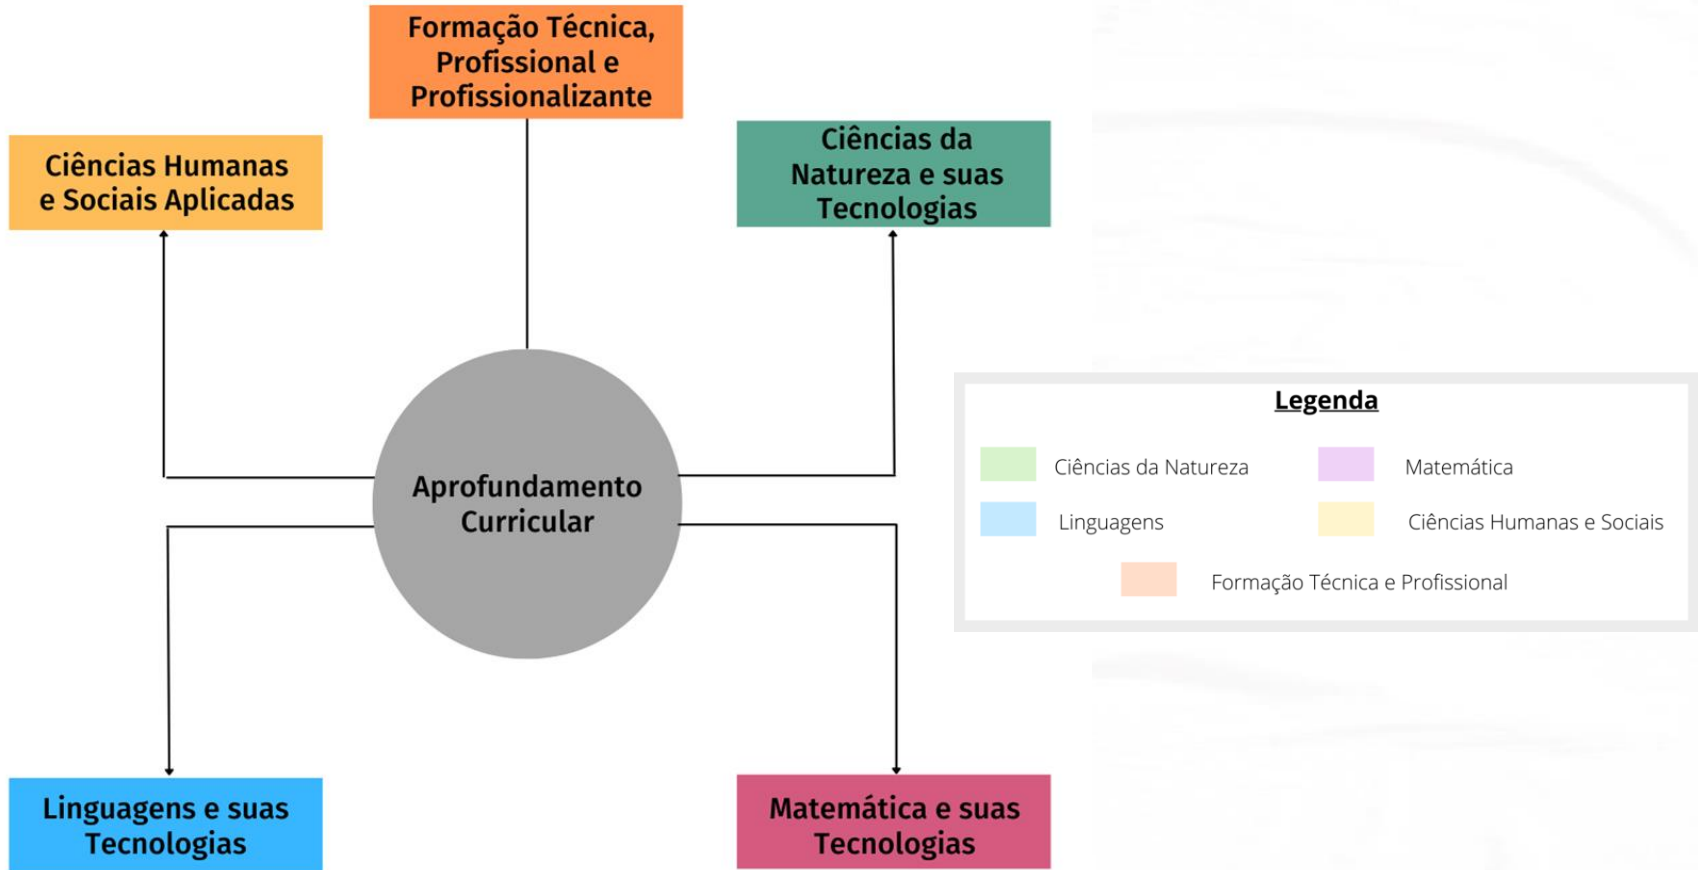 Formação Técnica,
Profissional e
Profissionalizante
Ciências Humanas
e Sociais Aplicadas
Ciências da
Natureza e suas
Tecnologias
Aprofundamento
Curricular
Linguagens e suas
Tecnologias
Matemática e suas
Tecnologias
Legenda
Ciências da Natureza
Matemática
Linguagens
Ciências Humanas e Sociais
Formação Técnica e Profissional